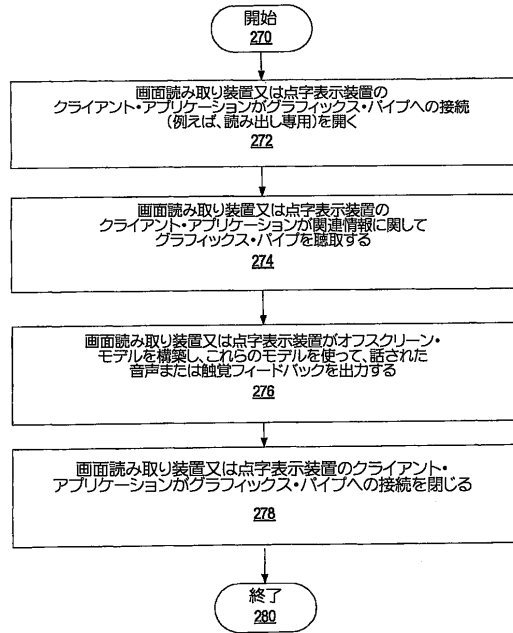 開始
270
画面読み取り装置又は点字表示装置の
クライアント・アプリケーションがグラフィックス・パイプへの接続
(例えば、読み出し専用)を開く
272
画面読み取り装置又は点字表示装置の
クライアント・アプリケーションが関連情報に関して
グラフィックス・パイプを聴取する
274
画面読み取り装置又は点字表示装置がオフスクリーン・
モデルを構築し、これらのモデルを使って、話された
音声または触覚フィードバックを出力する
276
画面読み取り装置又は点字表示装置のクライアント・
アプリケーションがグラフィックス・パイプへの接続を閉じる
278
終了
280